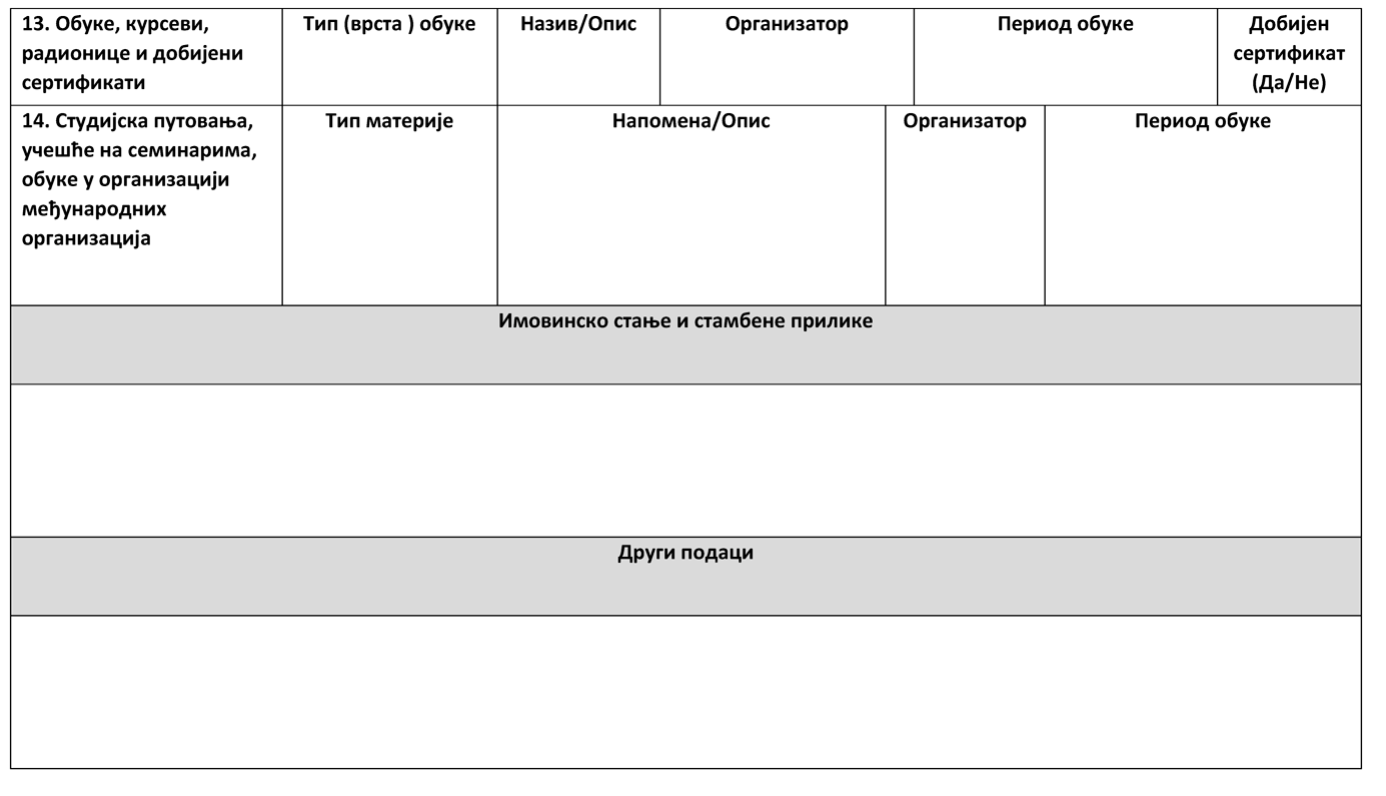 13. Обуке, курсеви,
радионице и добијени
сертификати
Тип (врста ) обуке
Назив/Опис
Организатор
Период обуке
Добијен
сертификат
(Да/Не)
14. Студијска путовања,
учешће на семинарима,
обуке у организацији
међународних
организација
Тип материје
Напомена/Опис
Организатор
Период обуке
Имовинско стање и стамбене прилике
Други подаци